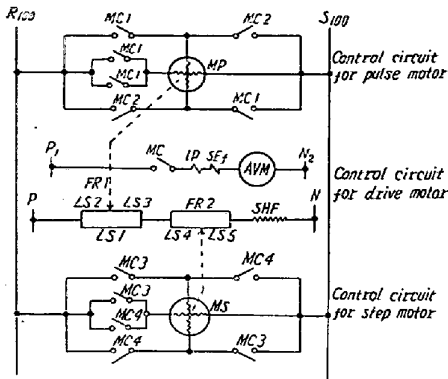 R100 S100
MC1 MC2
MC1 MP Control circuit
MC1 for pulse motor
MC2 MC1
P1 MC IP SEf AVM N2
Control circuit
for drive motor
FR1
P LS2 LS3 FR2 SHF N
LS1 LS4 LS5
MC3 MC4
MC3 MS Control circuit
MC4 for step motor
MC4 MC3